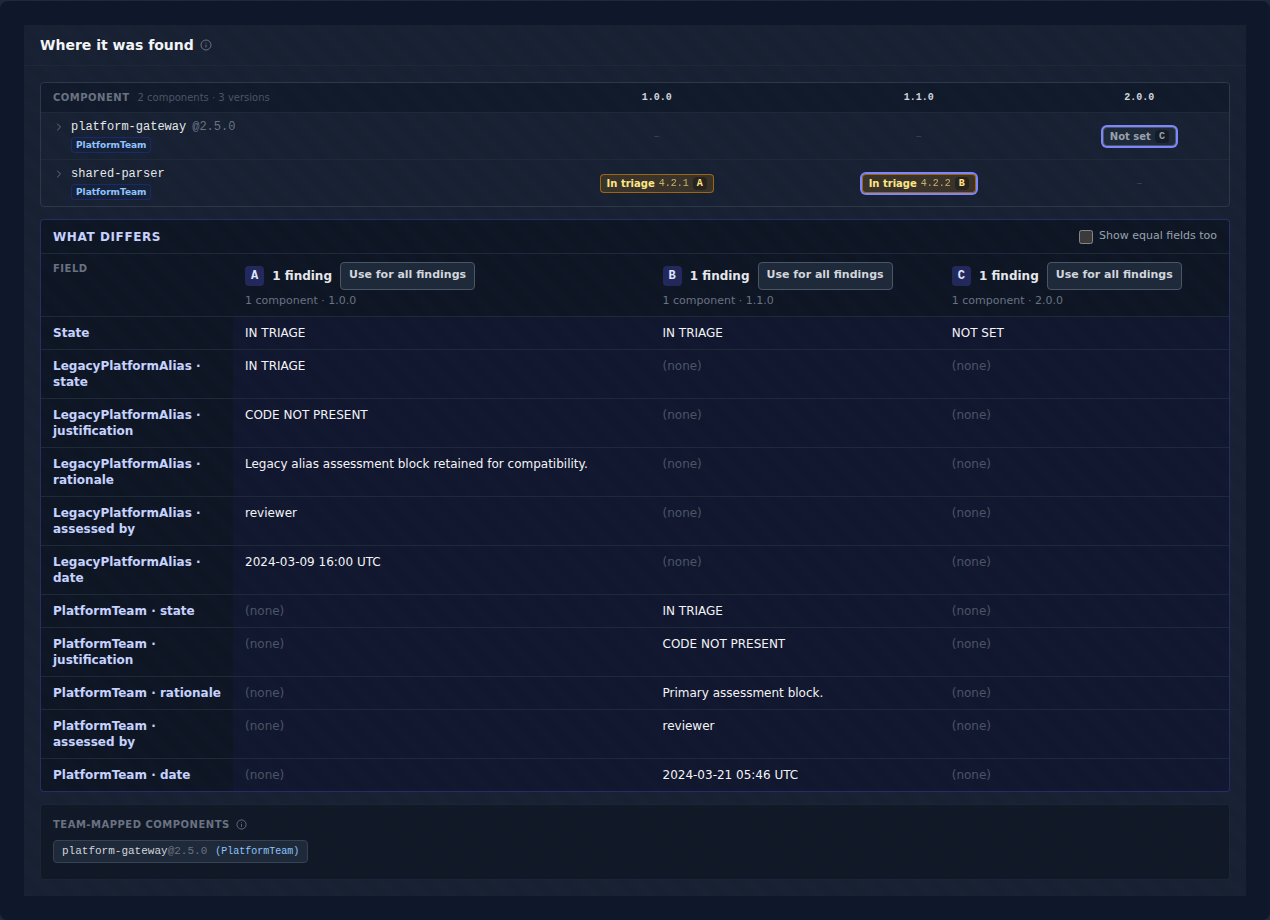 Where it was found
COMPONENT 2 components · 3 versions 1.0.0 1.1.0 2.0.0
platform-gateway @2.5.0 – – Not set C
PlatformTeam
shared-parser In triage 4.2.1 A In triage 4.2.2 B –
PlatformTeam
WHAT DIFFERS Show equal fields too
FIELD A 1 finding Use for all findings B 1 finding Use for all findings C 1 finding Use for all findings
1 component · 1.0.0 1 component · 1.1.0 1 component · 2.0.0
State IN TRIAGE IN TRIAGE NOT SET
LegacyPlatformAlias · IN TRIAGE (none) (none)
state
LegacyPlatformAlias · CODE NOT PRESENT (none) (none)
justification
LegacyPlatformAlias · Legacy alias assessment block retained for compatibility. (none) (none)
rationale
LegacyPlatformAlias · reviewer (none) (none)
assessed by
LegacyPlatformAlias · 2024-03-09 16:00 UTC (none) (none)
date
PlatformTeam · state (none) IN TRIAGE (none)
PlatformTeam · (none) CODE NOT PRESENT (none)
justification
PlatformTeam · rationale (none) Primary assessment block. (none)
PlatformTeam · (none) reviewer (none)
assessed by
PlatformTeam · date (none) 2024-03-21 05:46 UTC (none)
TEAM-MAPPED COMPONENTS
platform-gateway@2.5.0 (PlatformTeam)